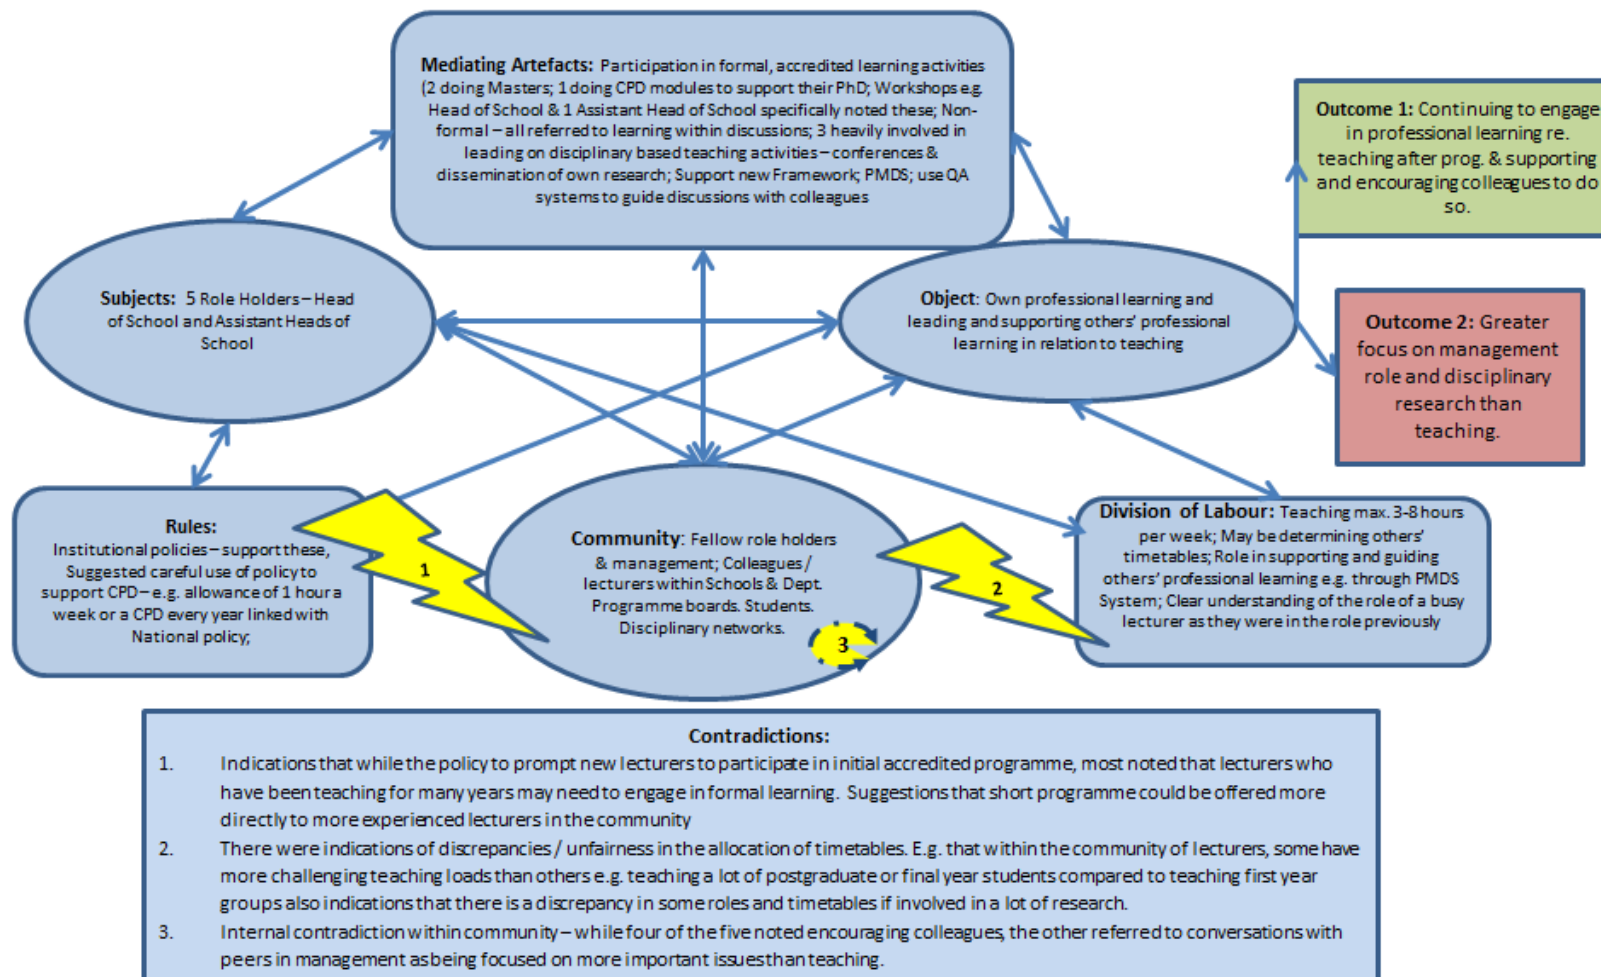 Mediating Artefacts: Participation in formal, accredited learning activities
(2 doing Masters; 1 doing CPD modules to support their PhD; Workshops e.g.
Head of School & 1 Assistant Head of School specifically noted these; Non-
formal – all referred to learning within discussions; 3 heavily involved in
leading on disciplinary based teaching activities – conferences &
dissemination of own research; Support new Framework; PMDS; use QA
systems to guide discussions with colleagues
Outcome 1: Continuing to engage
in professional learning re.
teaching after prog. & supporting
and encouraging colleagues to do
so.
Subjects: 5 Role Holders – Head
of School and Assistant Heads of
School
Object: Own professional learning and
leading and supporting others' professional
learning in relation to teaching
Outcome 2: Greater
focus on management
role and disciplinary
research than
teaching.
Rules:
Institutional policies – support these,
Suggested careful use of policy to
support CPD – e.g. allowance of 1 hour a
week or a CPD every year linked with
National policy;
1
Community: Fellow role holders
& management; Colleagues /
lecturers within Schools & Dept.
Programme boards. Students.
Disciplinary networks.
3
2
Division of Labour: Teaching max. 3-8 hours
per week; May be determining others'
timetables; Role in supporting and guiding
others' professional learning e.g. through PMDS
System; Clear understanding of the role of a busy
lecturer as they were in the role previously
Contradictions:
1. Indications that while the policy to prompt new lecturers to participate in initial accredited programme, most noted that lecturers who
have been teaching for many years may need to engage in formal learning. Suggestions that short programme could be offered more
directly to more experienced lecturers in the community
2. There were indications of discrepancies / unfairness in the allocation of timetables. E.g. that within the community of lecturers, some have
more challenging teaching loads than others e.g. teaching a lot of postgraduate or final year students compared to teaching first year
groups also indications that there is a discrepancy in some roles and timetables if involved in a lot of research.
3. Internal contradiction within community – while four of the five noted encouraging colleagues, the other referred to conversations with
peers in management as being focused on more important issues than teaching.